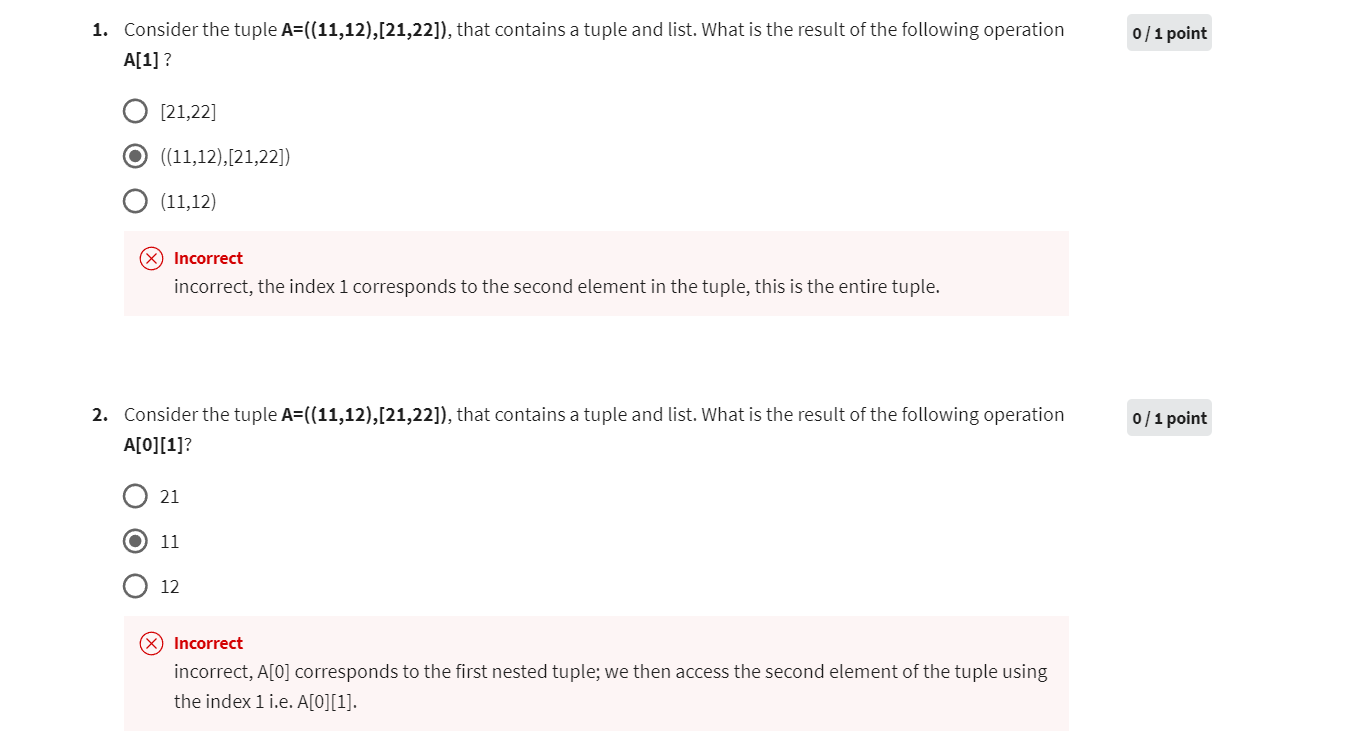 1. Consider the tuple A=((11,12),[21,22]), that contains a tuple and list. What is the result of the following operation
0 / 1 point
A[1] ?
[21,22]
((11,12),[21,22])
(11,12)
Incorrect
incorrect, the index 1 corresponds to the second element in the tuple, this is the entire tuple.
2. Consider the tuple A=((11,12),[21,22]), that contains a tuple and list. What is the result of the following operation
0 / 1 point
A[0][1]?
21
11
12
Incorrect
incorrect, A[0] corresponds to the first nested tuple; we then access the second element of the tuple using
the index 1 i.e. A[0][1].